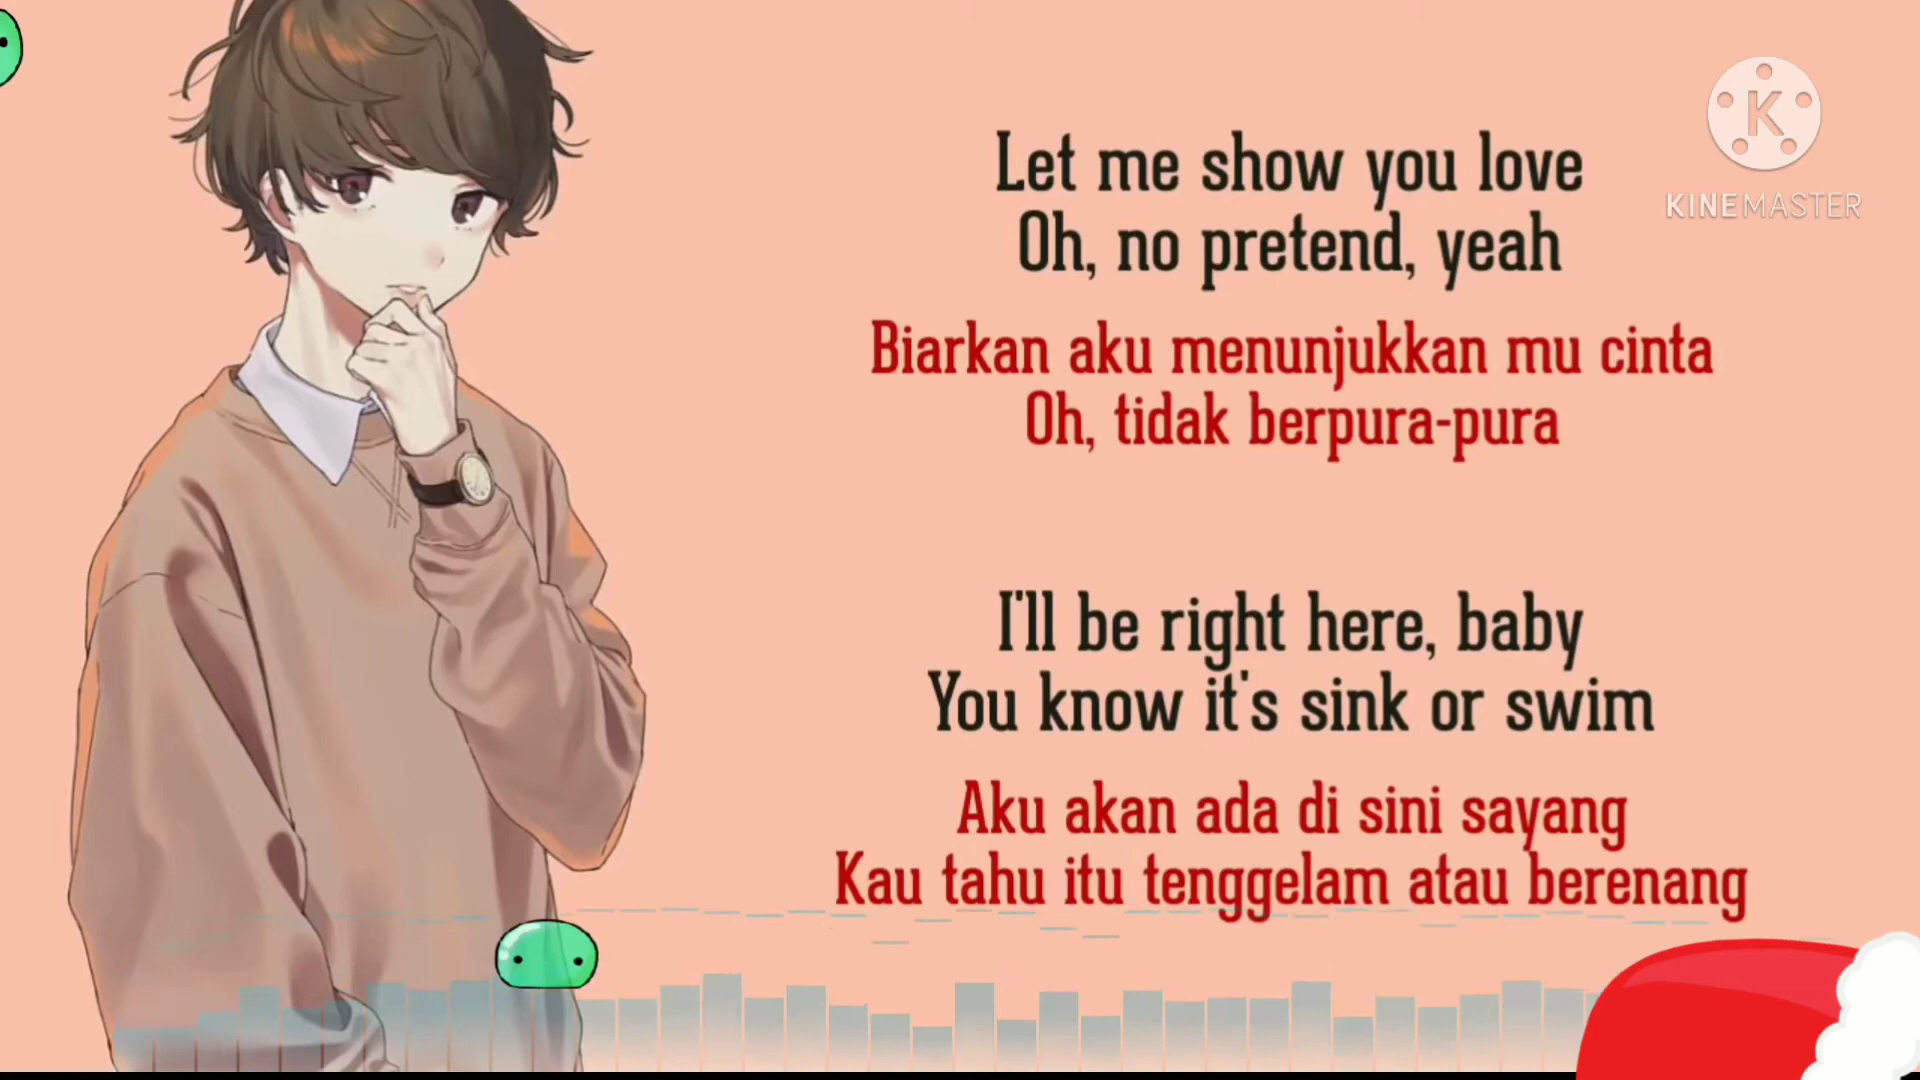 Let me show you love
Oh, no pretend, yeah
Biarkan aku menunjukkan mu cinta
Oh, tidak berpura-pura
I'll be right here, baby
You know it's sink or swim
Aku akan ada di sini sayang
Kau tahu itu tenggelam atau berenang
K
KINEMASTER